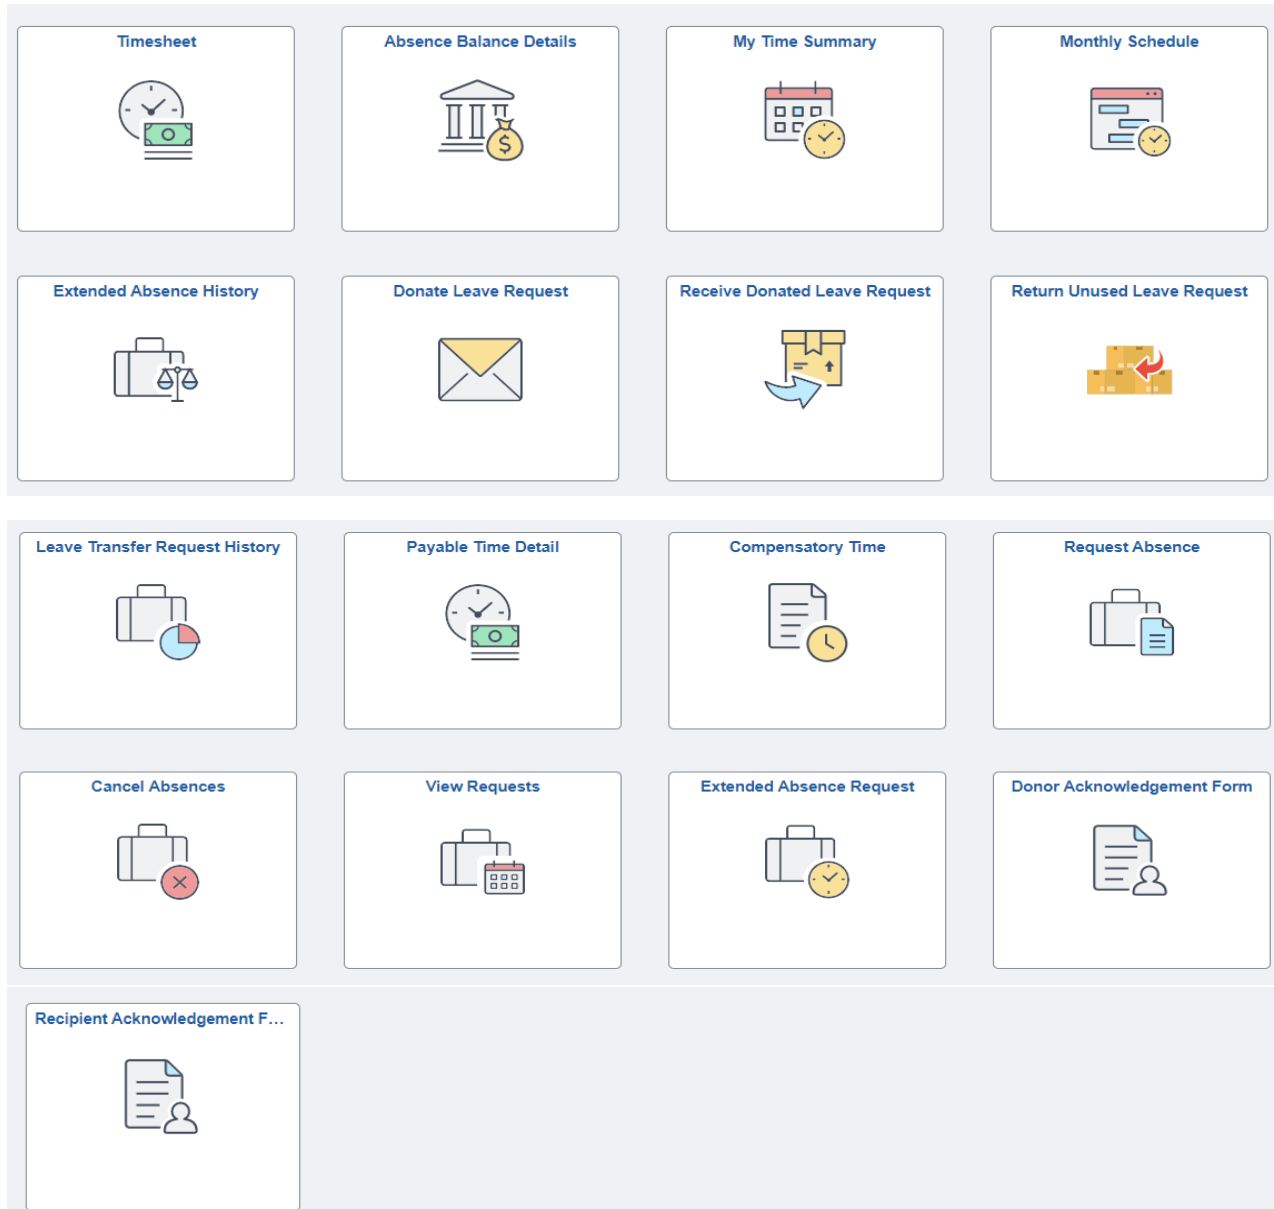 Timesheet
Absence Balance Details
My Time Summary
Monthly Schedule
$
Extended Absence History
Donate Leave Request
Receive Donated Leave Request
Return Unused Leave Request
Leave Transfer Request History
Payable Time Detail
Compensatory Time
Request Absence
Cancel Absences
View Requests
Extended Absence Request
Donor Acknowledgement Form
Recipient Acknowledgement F...